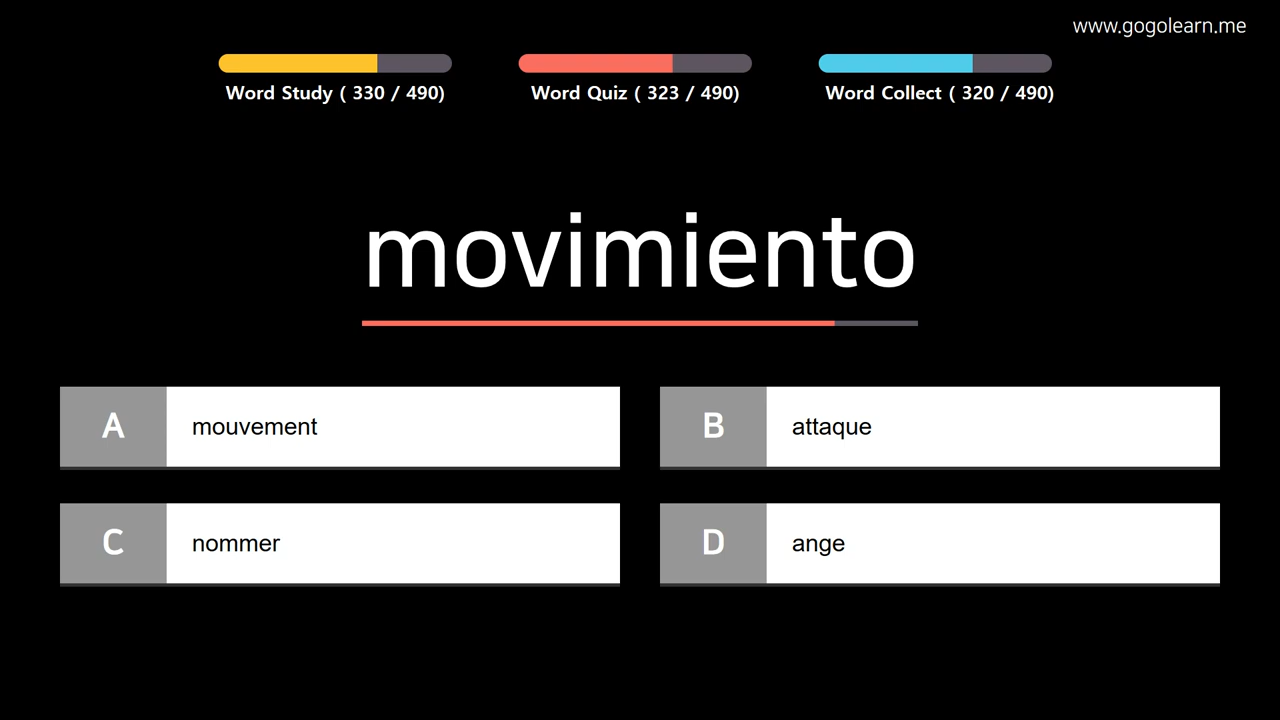 www.gogolearn.me
Word Study ( 330 / 490)
Word Quiz ( 323 / 490)
Word Collect ( 320 / 490)
movimiento
A mouvement
B attaque
C nommer
D ange